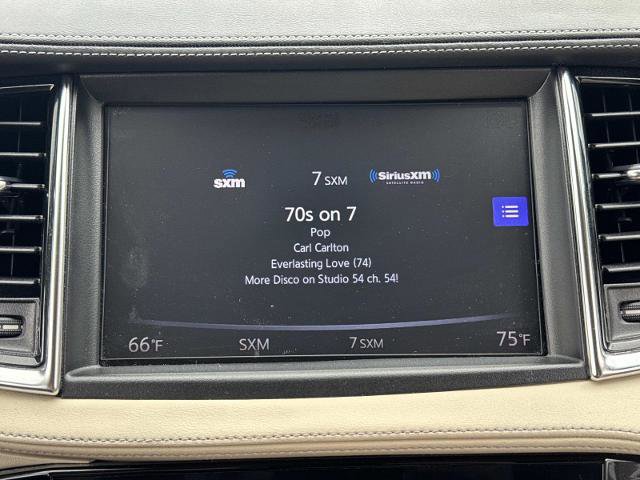 sxm 7 SXM SiriusXM
SATELLITE RADIO
70s on 7
Pop
Carl Carlton
Everlasting Love (74)
More Disco on Studio 54 ch. 54!
66°F SXM 7 SXM 75°F